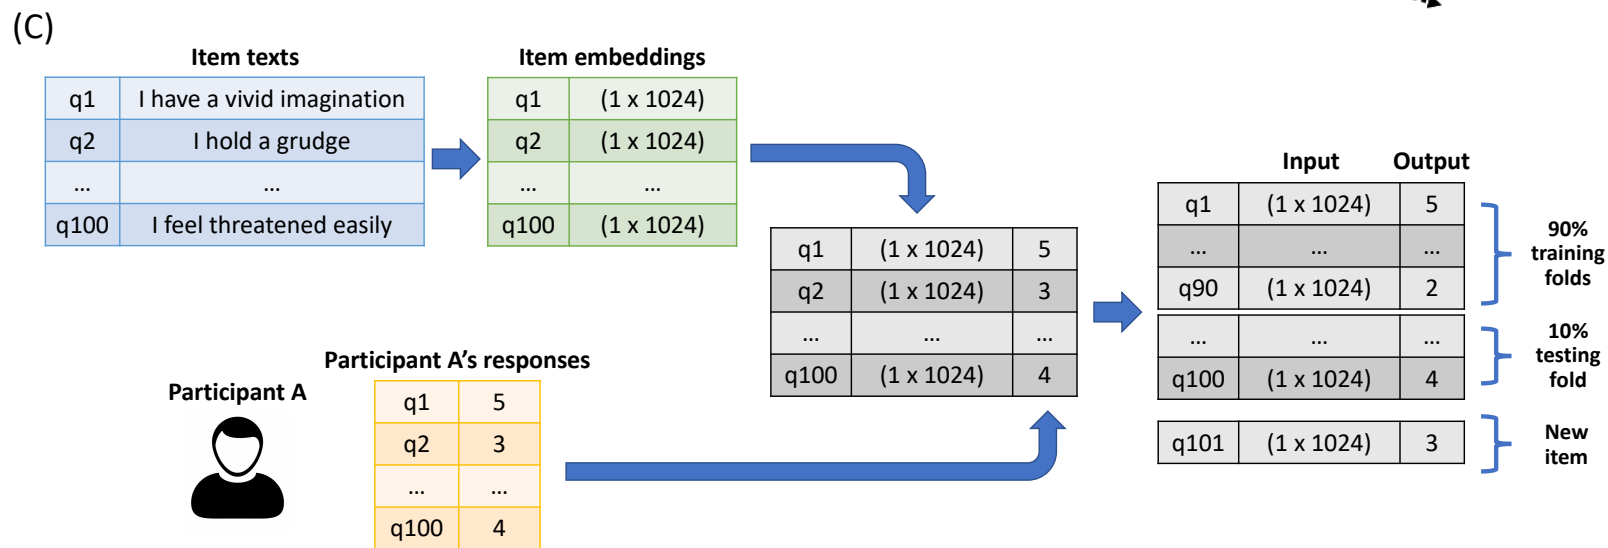 (C)
Item texts
q1 I have a vivid imagination
q2 I hold a grudge
... ...
q100 I feel threatened easily
Item embeddings
q1 (1 x 1024)
q2 (1 x 1024)
... ...
q100 (1 x 1024)
Participant A
Participant A's responses
q1 5
q2 3
... ...
q100 4
q1 (1 x 1024) 5
q2 (1 x 1024) 3
... ... ...
q100 (1 x 1024) 4
Input Output
q1 (1 x 1024) 5
... ... ...
q90 (1 x 1024) 2
... ... ...
q100 (1 x 1024) 4
q101 (1 x 1024) 3
90%
training
folds
10%
testing
fold
New
item